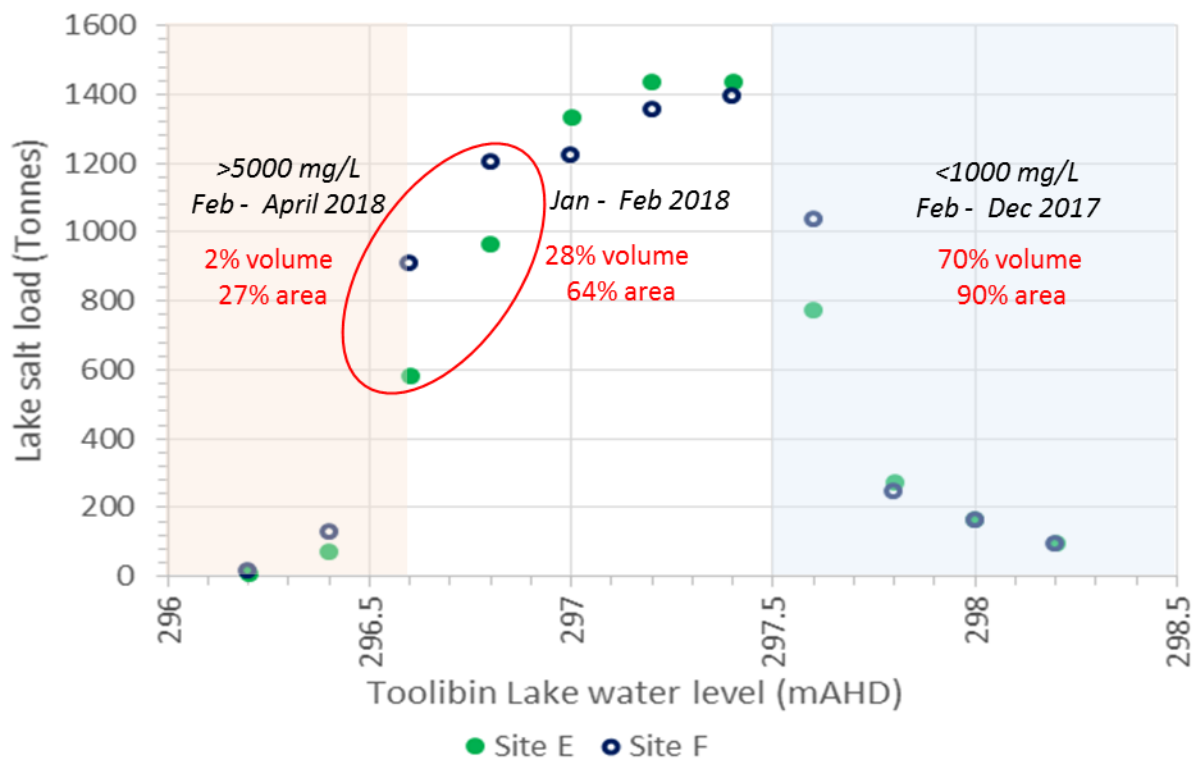 1600
1400
1200
1000
800
600
400
200
0
Lake salt load (Tonnes)
>5000 mg/L
Feb - April 2018
2% volume
27% area
Jan - Feb 2018
28% volume
64% area
<1000 mg/L
Feb - Dec 2017
70% volume
90% area
296
296.5
297
297.5
298
298.5
Toolibin Lake water level (mAHD)
Site E Site F